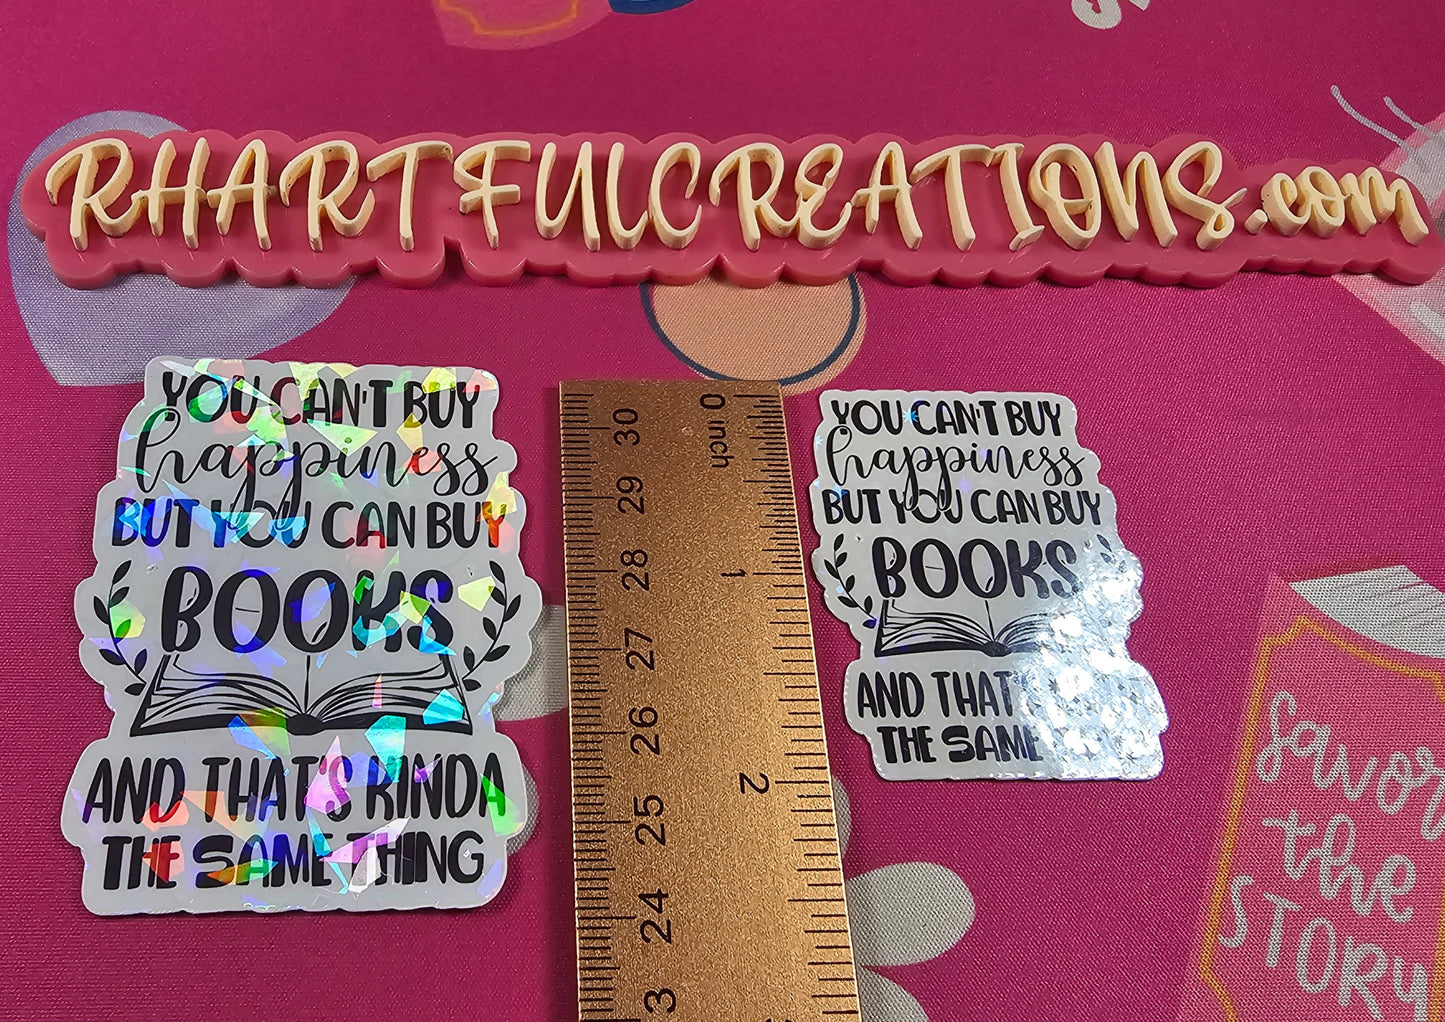 RHARTFULCREATIONS.com
YOU CAN'T BUY
happiness
BUT YOU CAN BUY
BOOKS
AND THAT'S KINDA
THE SAME THING
30
29
28
27
26
25
24
0 inch
1
2
3
YOU CAN'T BUY
happiness
BUT YOU CAN BUY
BOOKS
AND THAT'S
THE SAME
savor
the
STORY